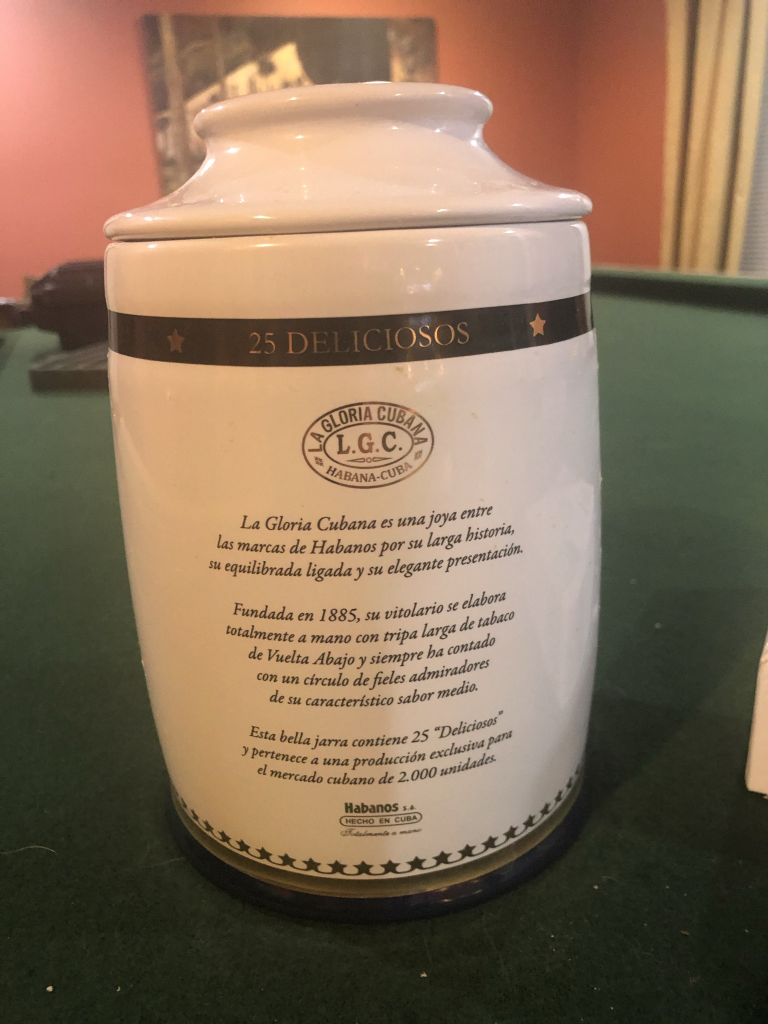 25 DELICIOSOS
LA GLORIA CUBANA
L.G.C.
HABANA-CUBA
La Gloria Cubana es una joya entre
las marcas de Habanos por su larga historia,
su equilibrada ligada y su elegante presentación.
Fundada en 1885, su vitolario se elabora
totalmente a mano con tripa larga de tabaco
de Vuelta Abajo y siempre ha contado
con un círculo de fieles admiradores
de su característico sabor medio.
Esta bella jarra contiene 25 "Deliciosos"
y pertenece a una producción exclusiva para
el mercado cubano de 2.000 unidades.
Habanos s.a.
HECHO EN CUBA
Totalmente a mano